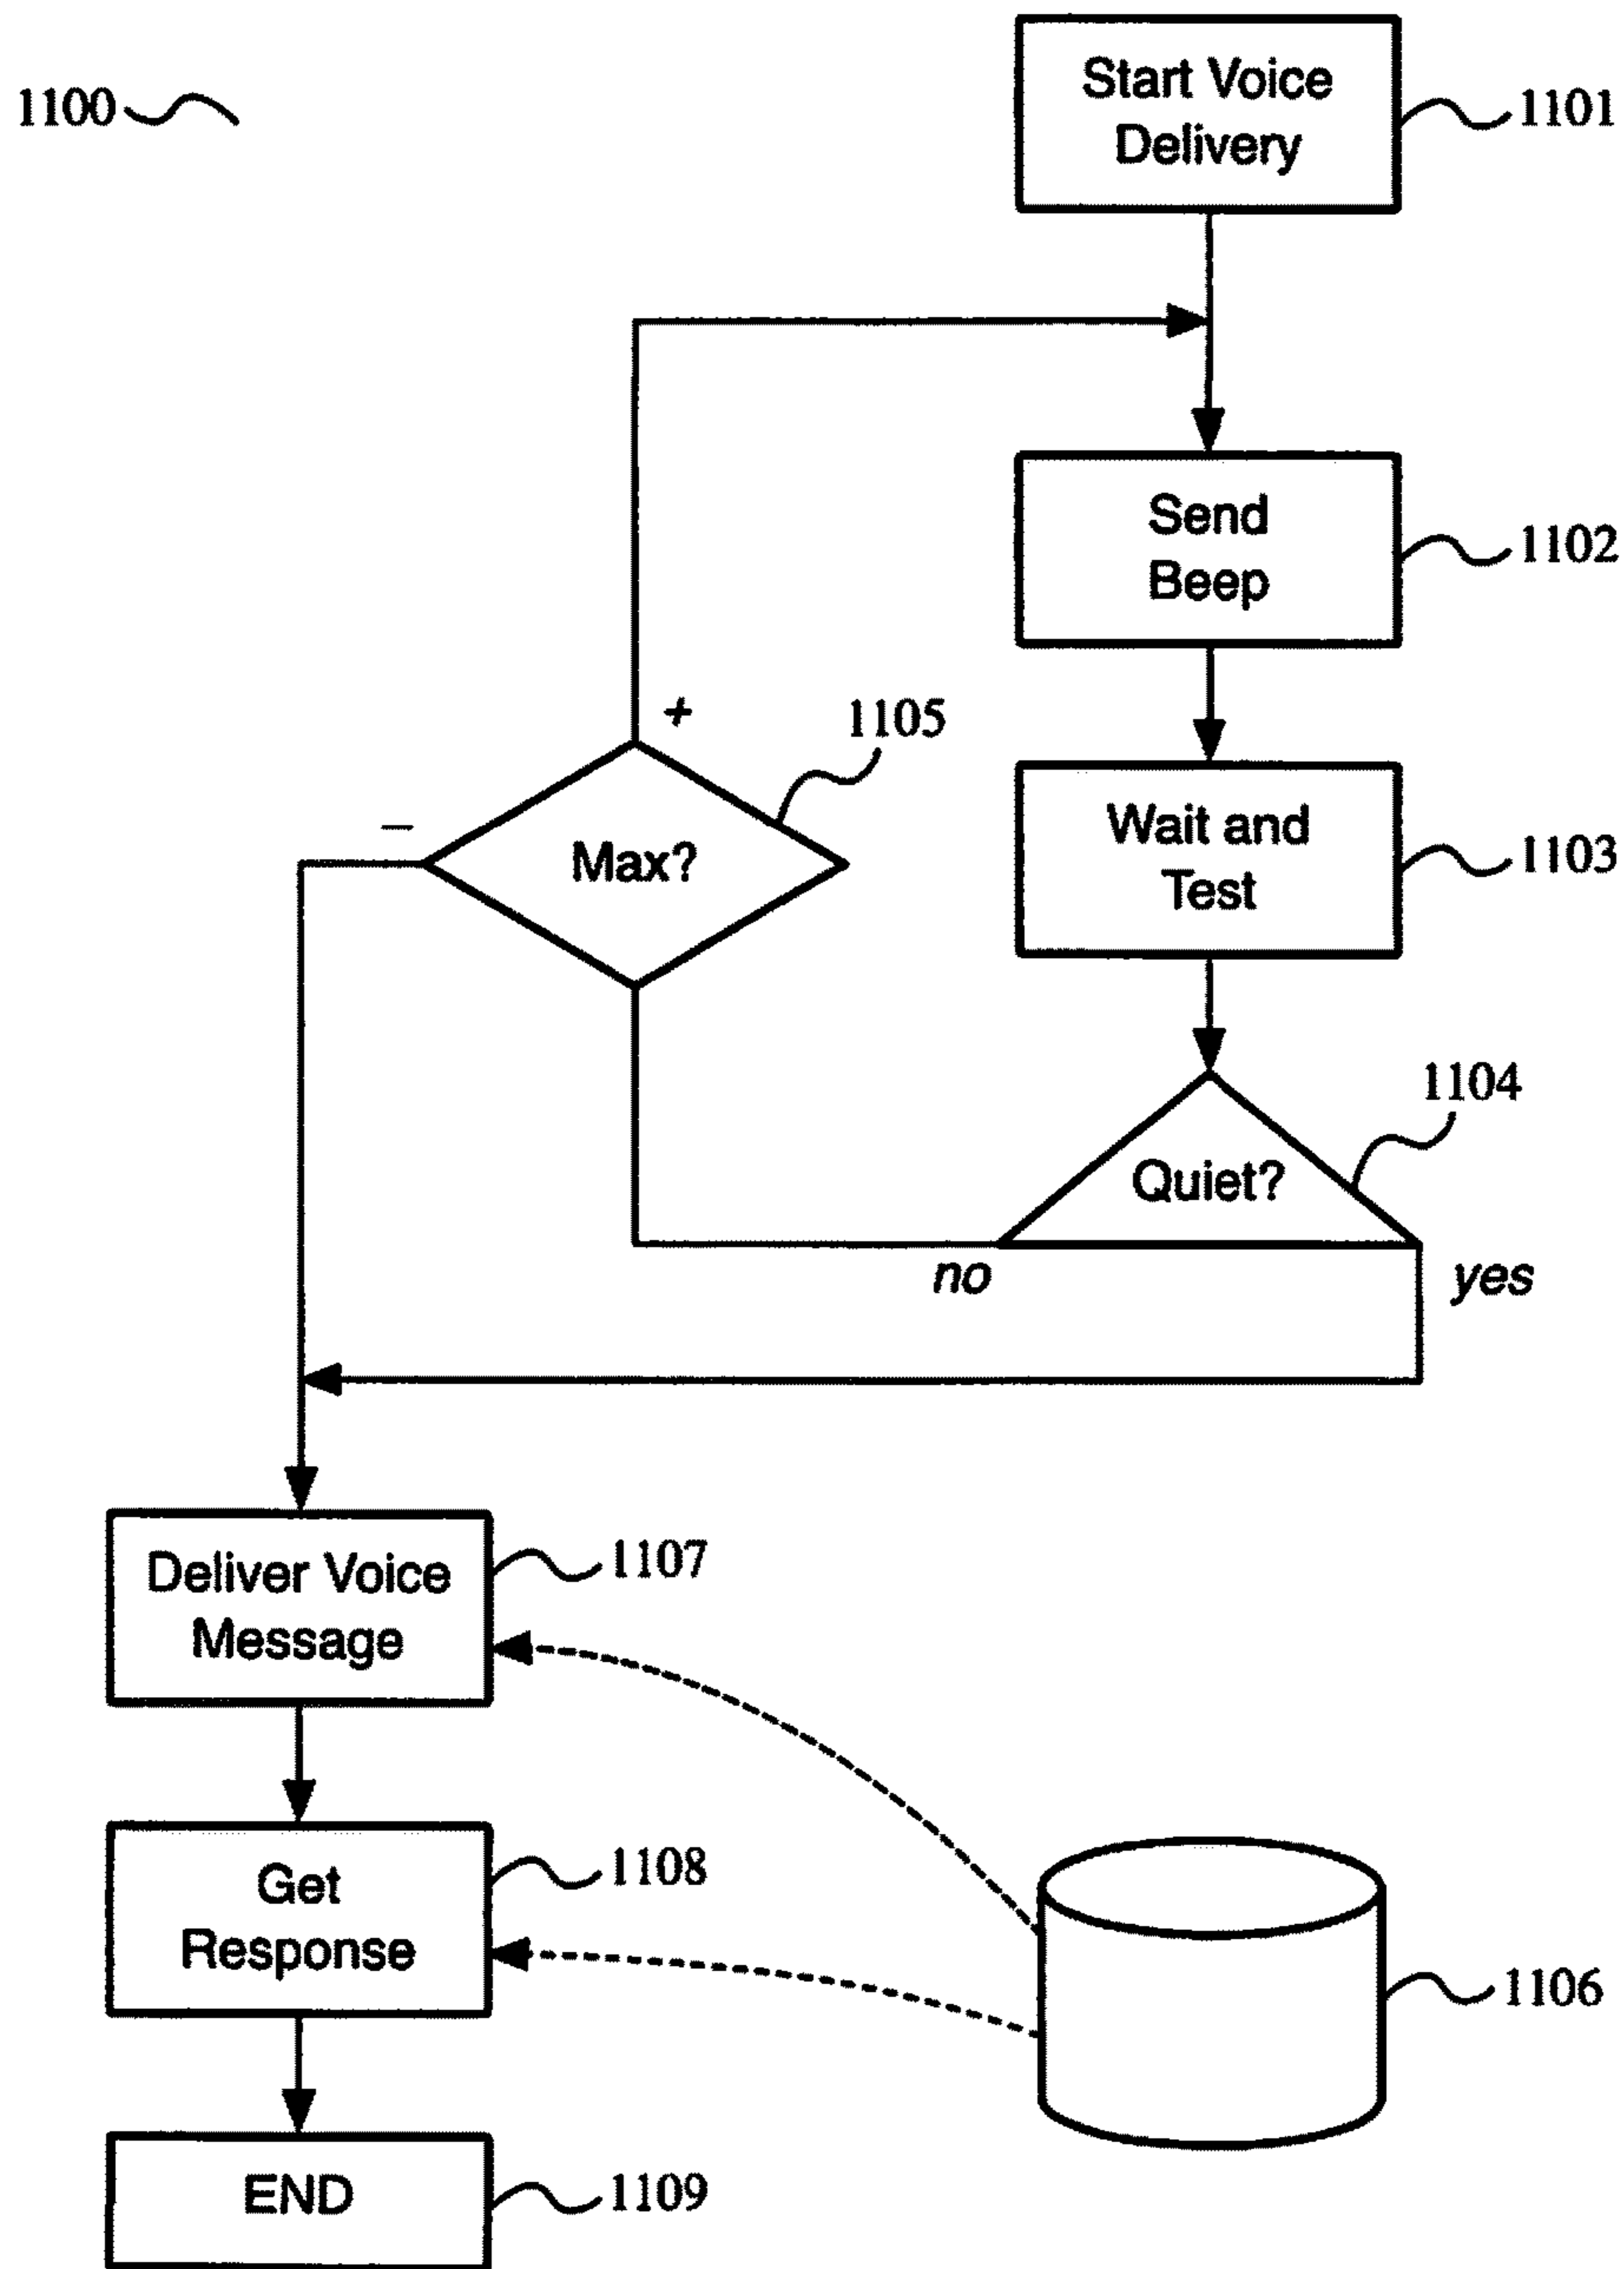 1100
Start Voice
Delivery
1101
Send
Beep
1102
+
1105
Wait and
Test
1103
–
Max?
1104
Quiet?
no
yes
Deliver Voice
Message
1107
Get
Response
1108
1106
END
1109